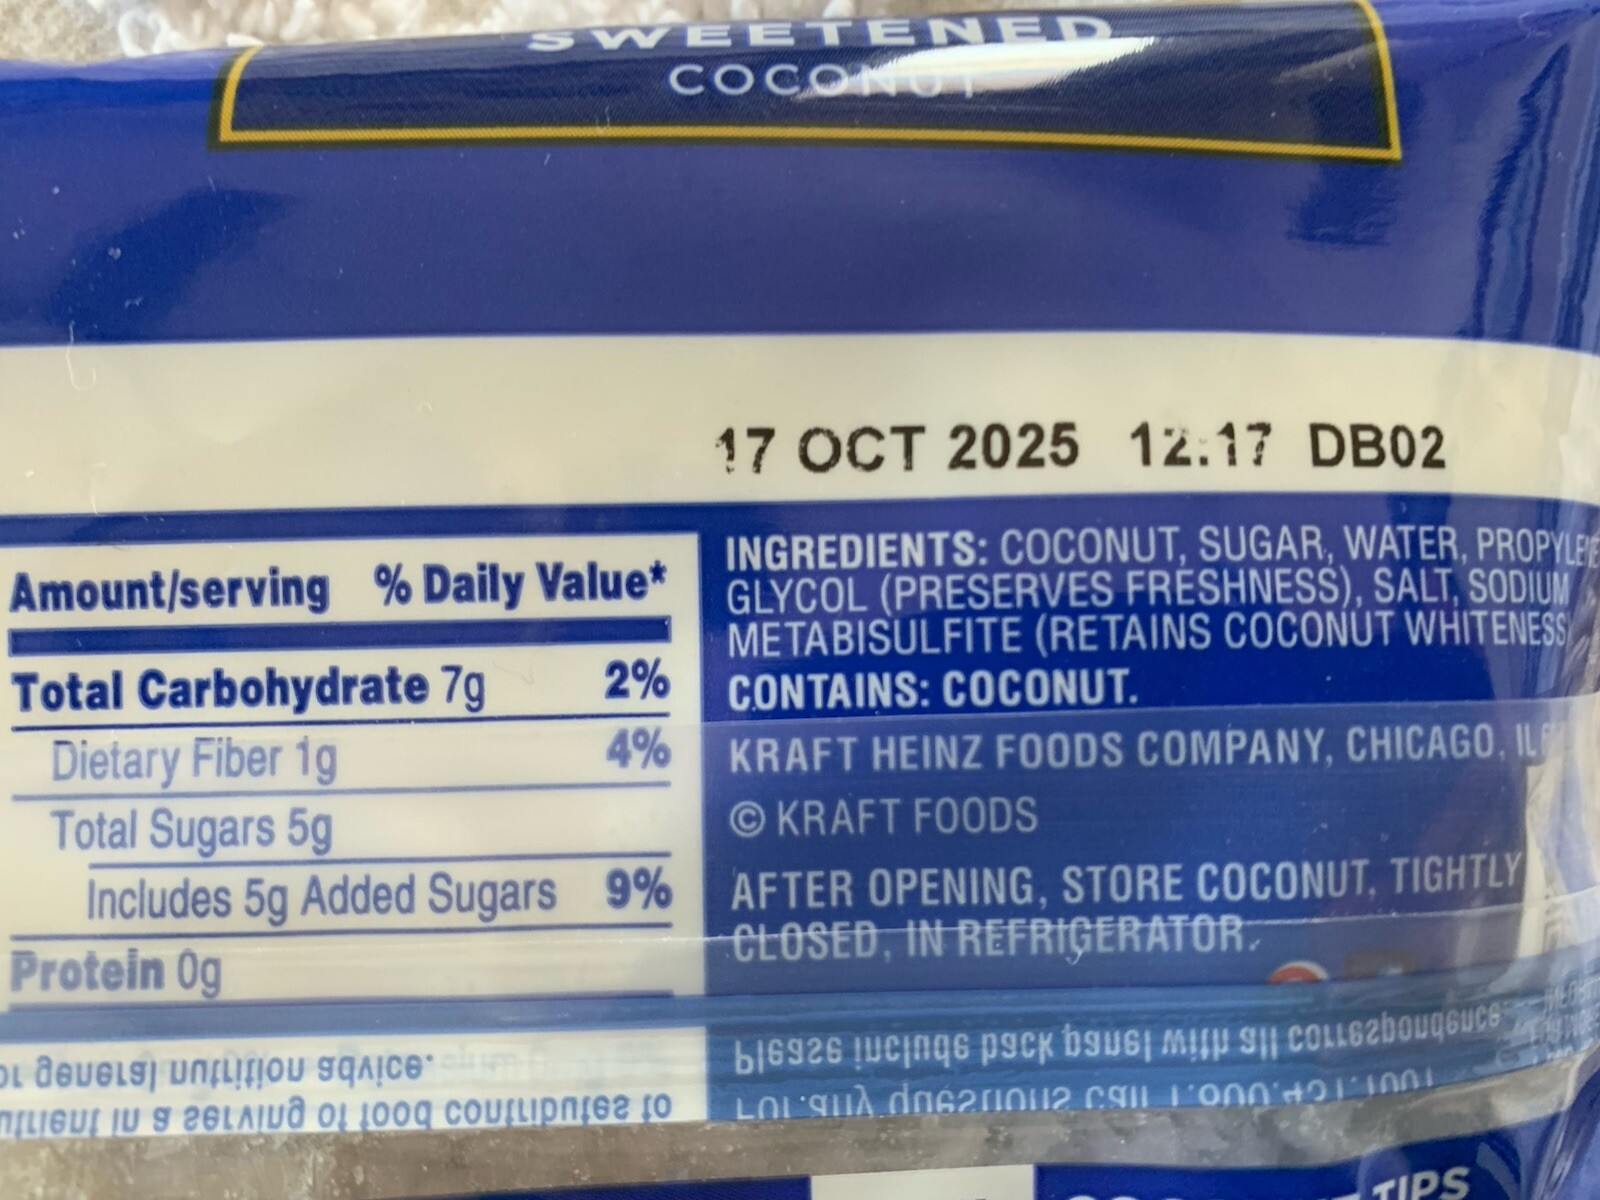 SWEETENED
COCONUT
17 OCT 2025 12:17 DB02
Amount/serving % Daily Value*
Total Carbohydrate 7g 2%
Dietary Fiber 1g 4%
Total Sugars 5g
Includes 5g Added Sugars 9%
Protein 0g
INGREDIENTS: COCONUT, SUGAR, WATER, PROPYLENE
GLYCOL (PRESERVES FRESHNESS), SALT, SODIUM
METABISULFITE (RETAINS COCONUT WHITENESS
CONTAINS: COCONUT.
KRAFT HEINZ FOODS COMPANY, CHICAGO, IL
© KRAFT FOODS
AFTER OPENING, STORE COCONUT, TIGHTLY
CLOSED, IN REFRIGERATOR.
general nutrition advice.
in a serving of food contributes to
Please include back panel with all correspondence.
For any questions call 1.800.431.1001
TIPS